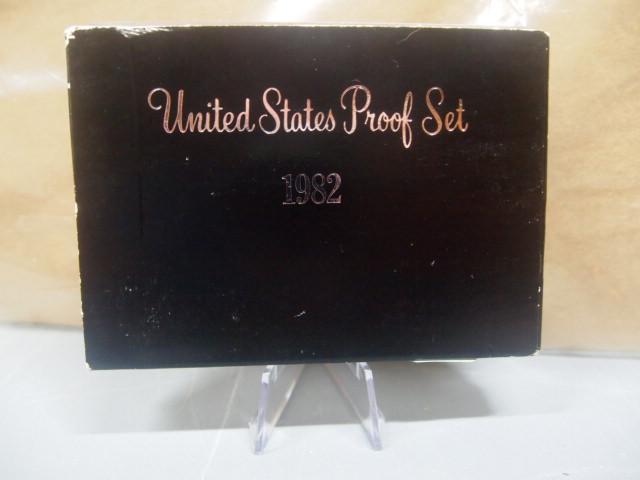 United States Proof Set
1982